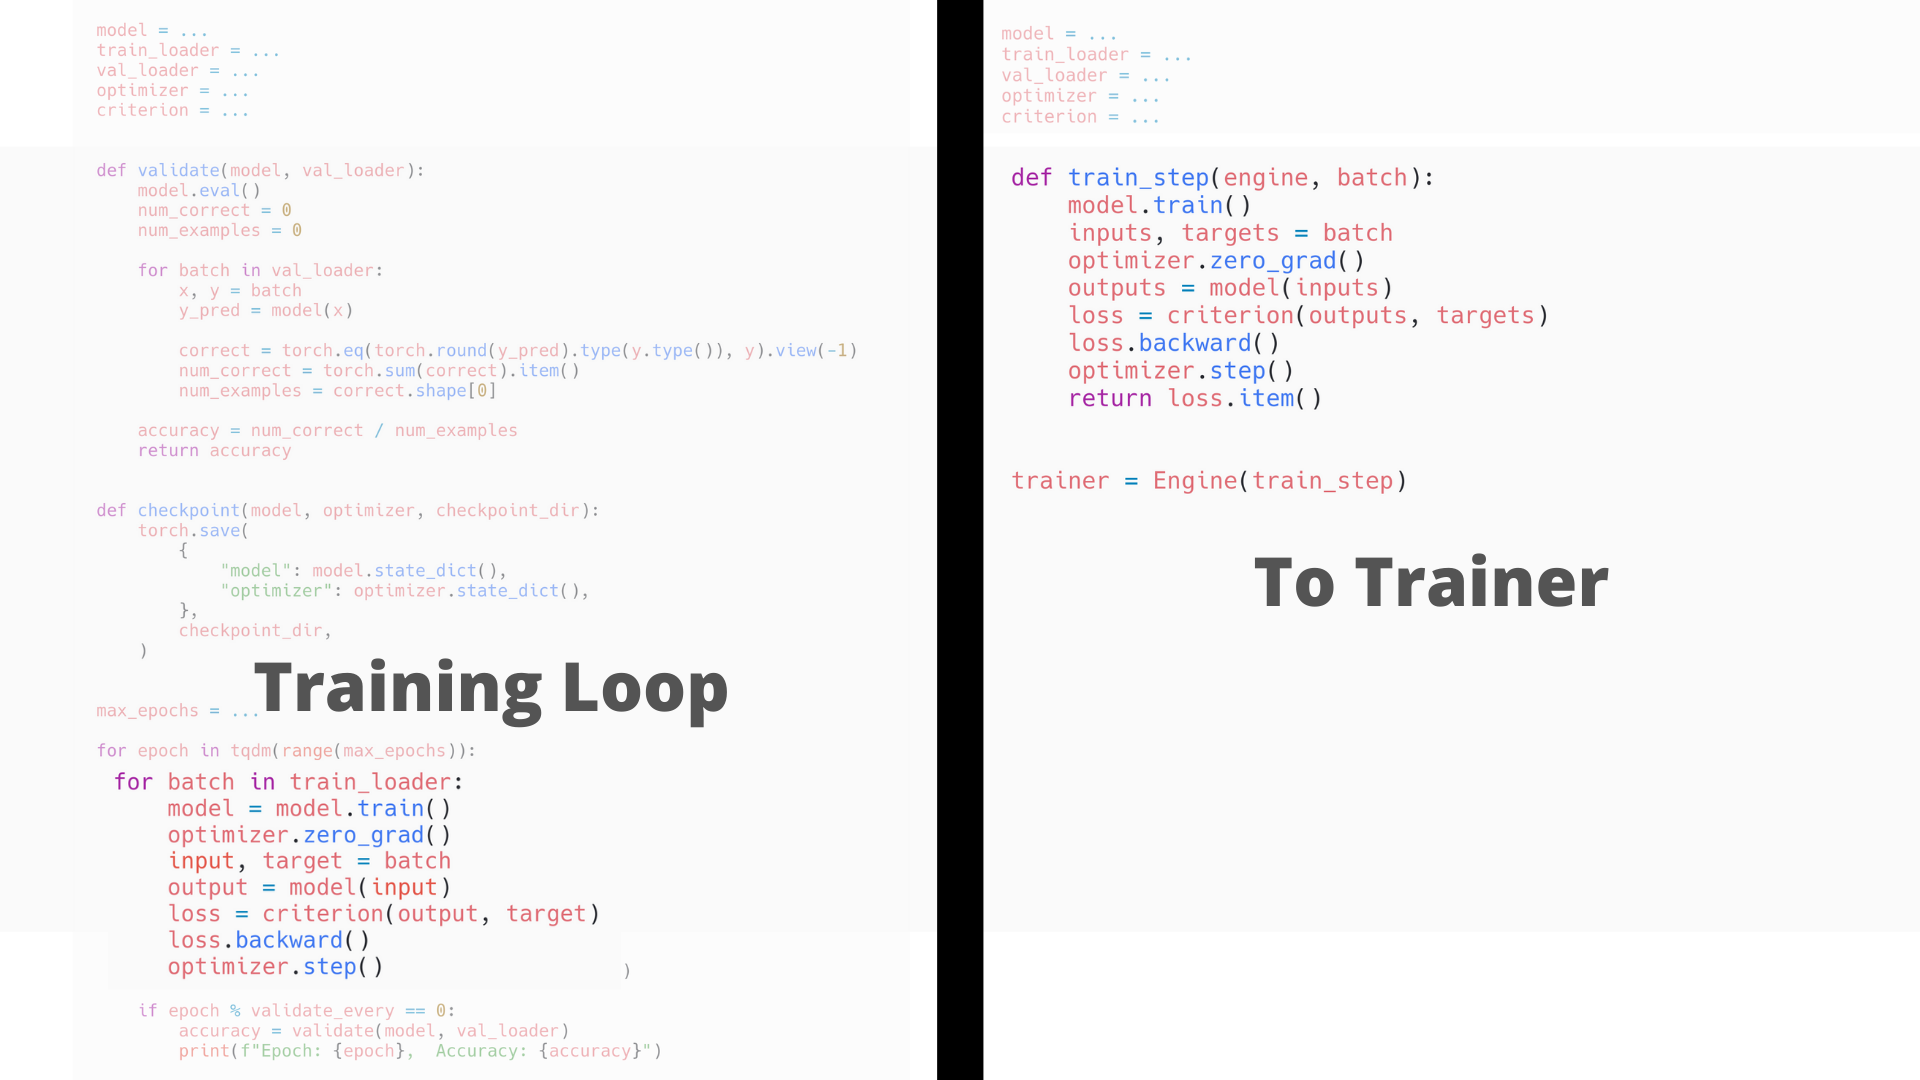 model = ...
train_loader = ...
val_loader = ...
optimizer = ...
criterion = ...
def validate(model, val_loader):
    model.eval()
    num_correct = 0
    num_examples = 0
    for batch in val_loader:
        x, y = batch
        y_pred = model(x)
        correct = torch.eq(torch.round(y_pred).type(y.type()), y).view(-1)
        num_correct = torch.sum(correct).item()
        num_examples = correct.shape[0]
    accuracy = num_correct / num_examples
    return accuracy
def checkpoint(model, optimizer, checkpoint_dir):
    torch.save(
        {
            "model": model.state_dict(),
            "optimizer": optimizer.state_dict(),
        },
        checkpoint_dir,
    )
Training Loop
max_epochs = ...
for epoch in tqdm(range(max_epochs)):
for batch in train_loader:
    model = model.train()
    optimizer.zero_grad()
    input, target = batch
    output = model(input)
    loss = criterion(output, target)
    loss.backward()
    optimizer.step()
)
    if epoch % validate_every == 0:
        accuracy = validate(model, val_loader)
        print(f"Epoch: {epoch},  Accuracy: {accuracy}")
model = ...
train_loader = ...
val_loader = ...
optimizer = ...
criterion = ...
def train_step(engine, batch):
    model.train()
    inputs, targets = batch
    optimizer.zero_grad()
    outputs = model(inputs)
    loss = criterion(outputs, targets)
    loss.backward()
    optimizer.step()
    return loss.item()
trainer = Engine(train_step)
To Trainer